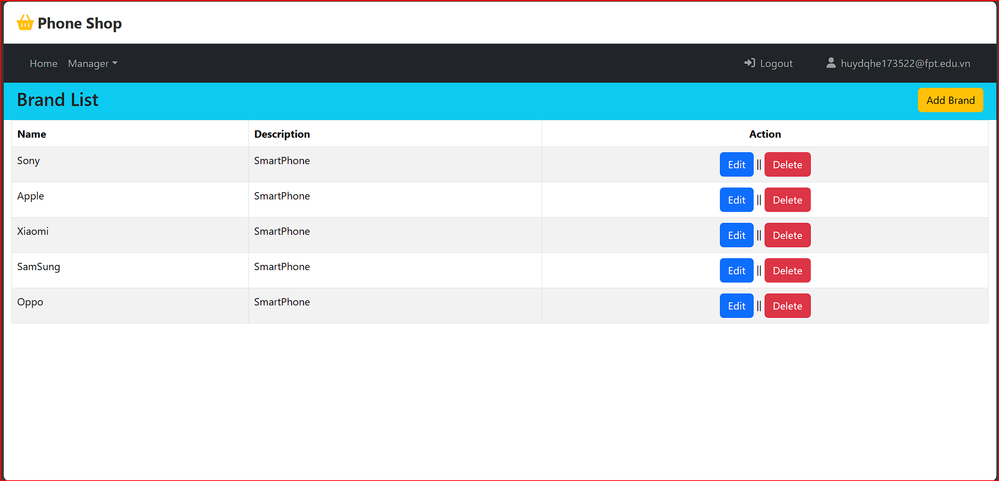 Phone Shop
Home Manager Logout huydqhe173522@fpt.edu.vn
Brand List Add Brand
Name Description Action
Sony SmartPhone Edit || Delete
Apple SmartPhone Edit || Delete
Xiaomi SmartPhone Edit || Delete
SamSung SmartPhone Edit || Delete
Oppo SmartPhone Edit || Delete